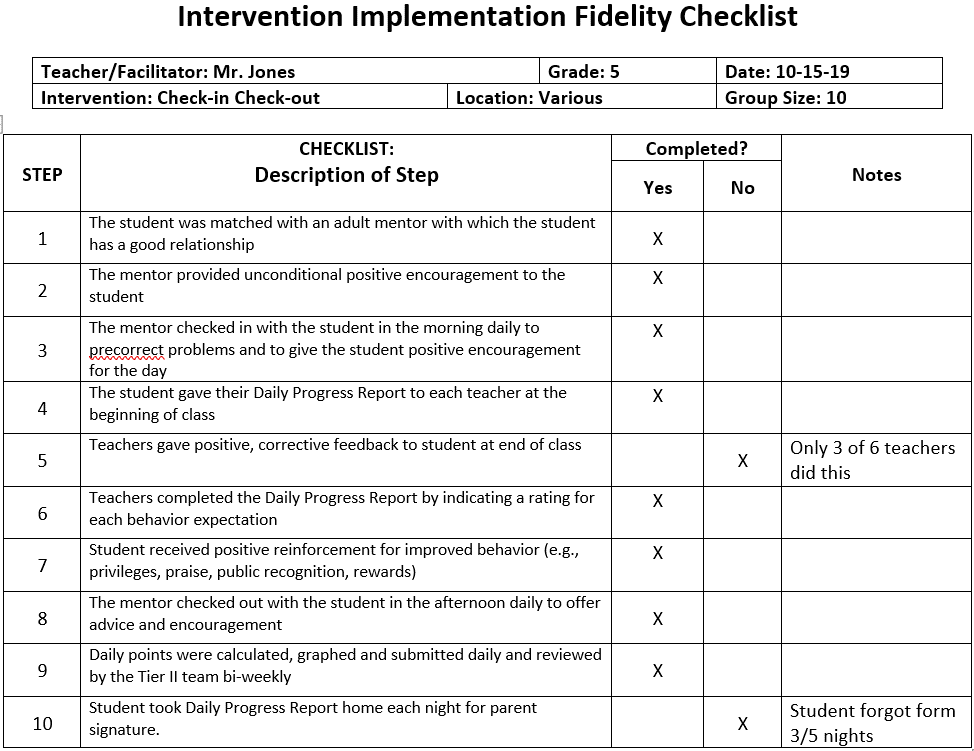 Intervention Implementation Fidelity Checklist
Teacher/Facilitator: Mr. Jones
Grade: 5
Date: 10-15-19
Intervention: Check-in Check-out
Location: Various
Group Size: 10
STEP
CHECKLIST:
Description of Step
Completed?
Yes
No
Notes
1
The student was matched with an adult mentor with which the student
has a good relationship
X
2
The mentor provided unconditional positive encouragement to the
student
X
3
The mentor checked in with the student in the morning daily to
precorrect problems and to give the student positive encouragement
for the day
X
4
The student gave their Daily Progress Report to each teacher at the
beginning of class
X
5
Teachers gave positive, corrective feedback to student at end of class
X
Only 3 of 6 teachers
did this
6
Teachers completed the Daily Progress Report by indicating a rating for
each behavior expectation
X
7
Student received positive reinforcement for improved behavior (e.g.,
privileges, praise, public recognition, rewards)
X
8
The mentor checked out with the student in the afternoon daily to offer
advice and encouragement
X
9
Daily points were calculated, graphed and submitted daily and reviewed
by the Tier II team bi-weekly
X
10
Student took Daily Progress Report home each night for parent
signature.
X
Student forgot form
3/5 nights